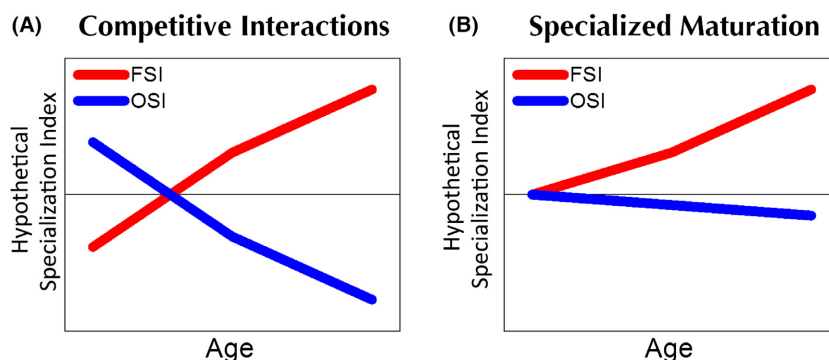 (A) Competitive Interactions
FSI
OSI
Hypothetical
Specialization Index
Age
(B) Specialized Maturation
FSI
OSI
Hypothetical
Specialization Index
Age